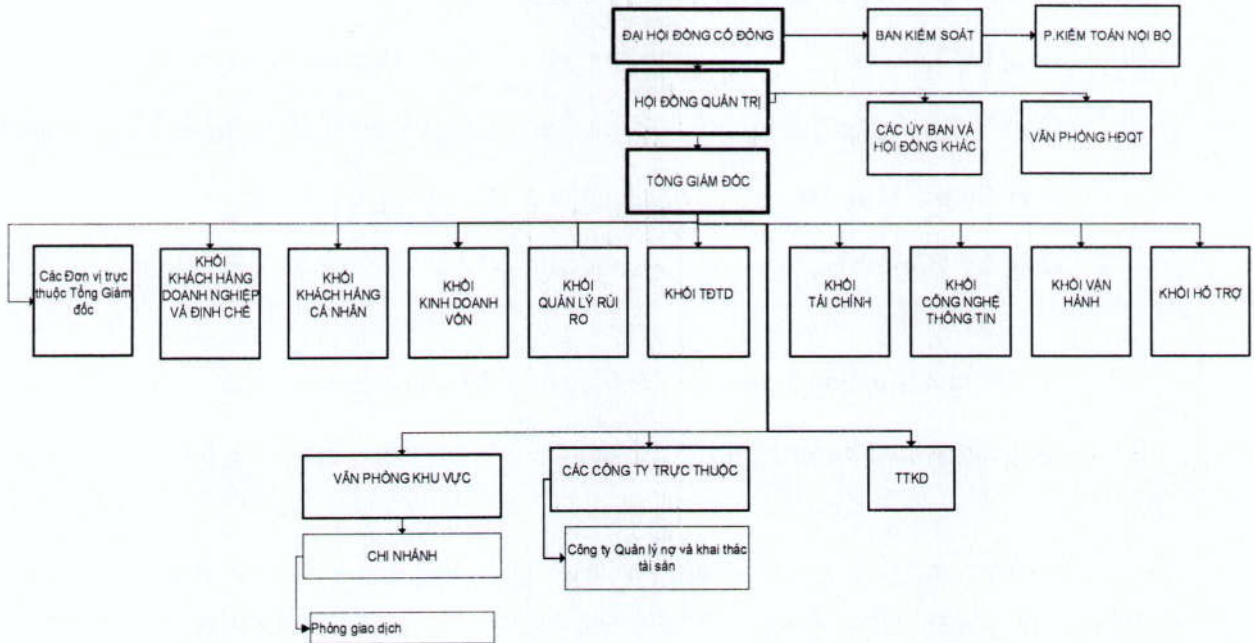 ĐẠI HỘI ĐỒNG CỔ ĐÔNG
BAN KIỂM SOÁT
P.KIỂM TOÁN NỘI BỘ
HỘI ĐỒNG QUẢN TRỊ
CÁC ỦY BAN VÀ
HỘI ĐỒNG KHÁC
VĂN PHÒNG HĐQT
TỔNG GIÁM ĐỐC
Các Đơn vị trực
thuộc Tổng Giám
đốc
KHỐI
KHÁCH HÀNG
DOANH NGHIỆP
VÀ ĐỊNH CHẾ
KHỐI
KHÁCH HÀNG
CÁ NHÂN
KHỐI
KINH DOANH
VỐN
KHỐI
QUẢN LÝ RỦI
RO
KHỐI TĐTD
KHỐI
TÀI CHÍNH
KHỐI
CÔNG NGHỆ
THÔNG TIN
KHỐI VẬN
HÀNH
KHỐI HỖ TRỢ
VĂN PHÒNG KHU VỰC
CÁC CÔNG TY TRỰC THUỘC
TTKD
CHI NHÁNH
Công ty Quản lý nợ và khai thác
tài sản
Phòng giao dịch